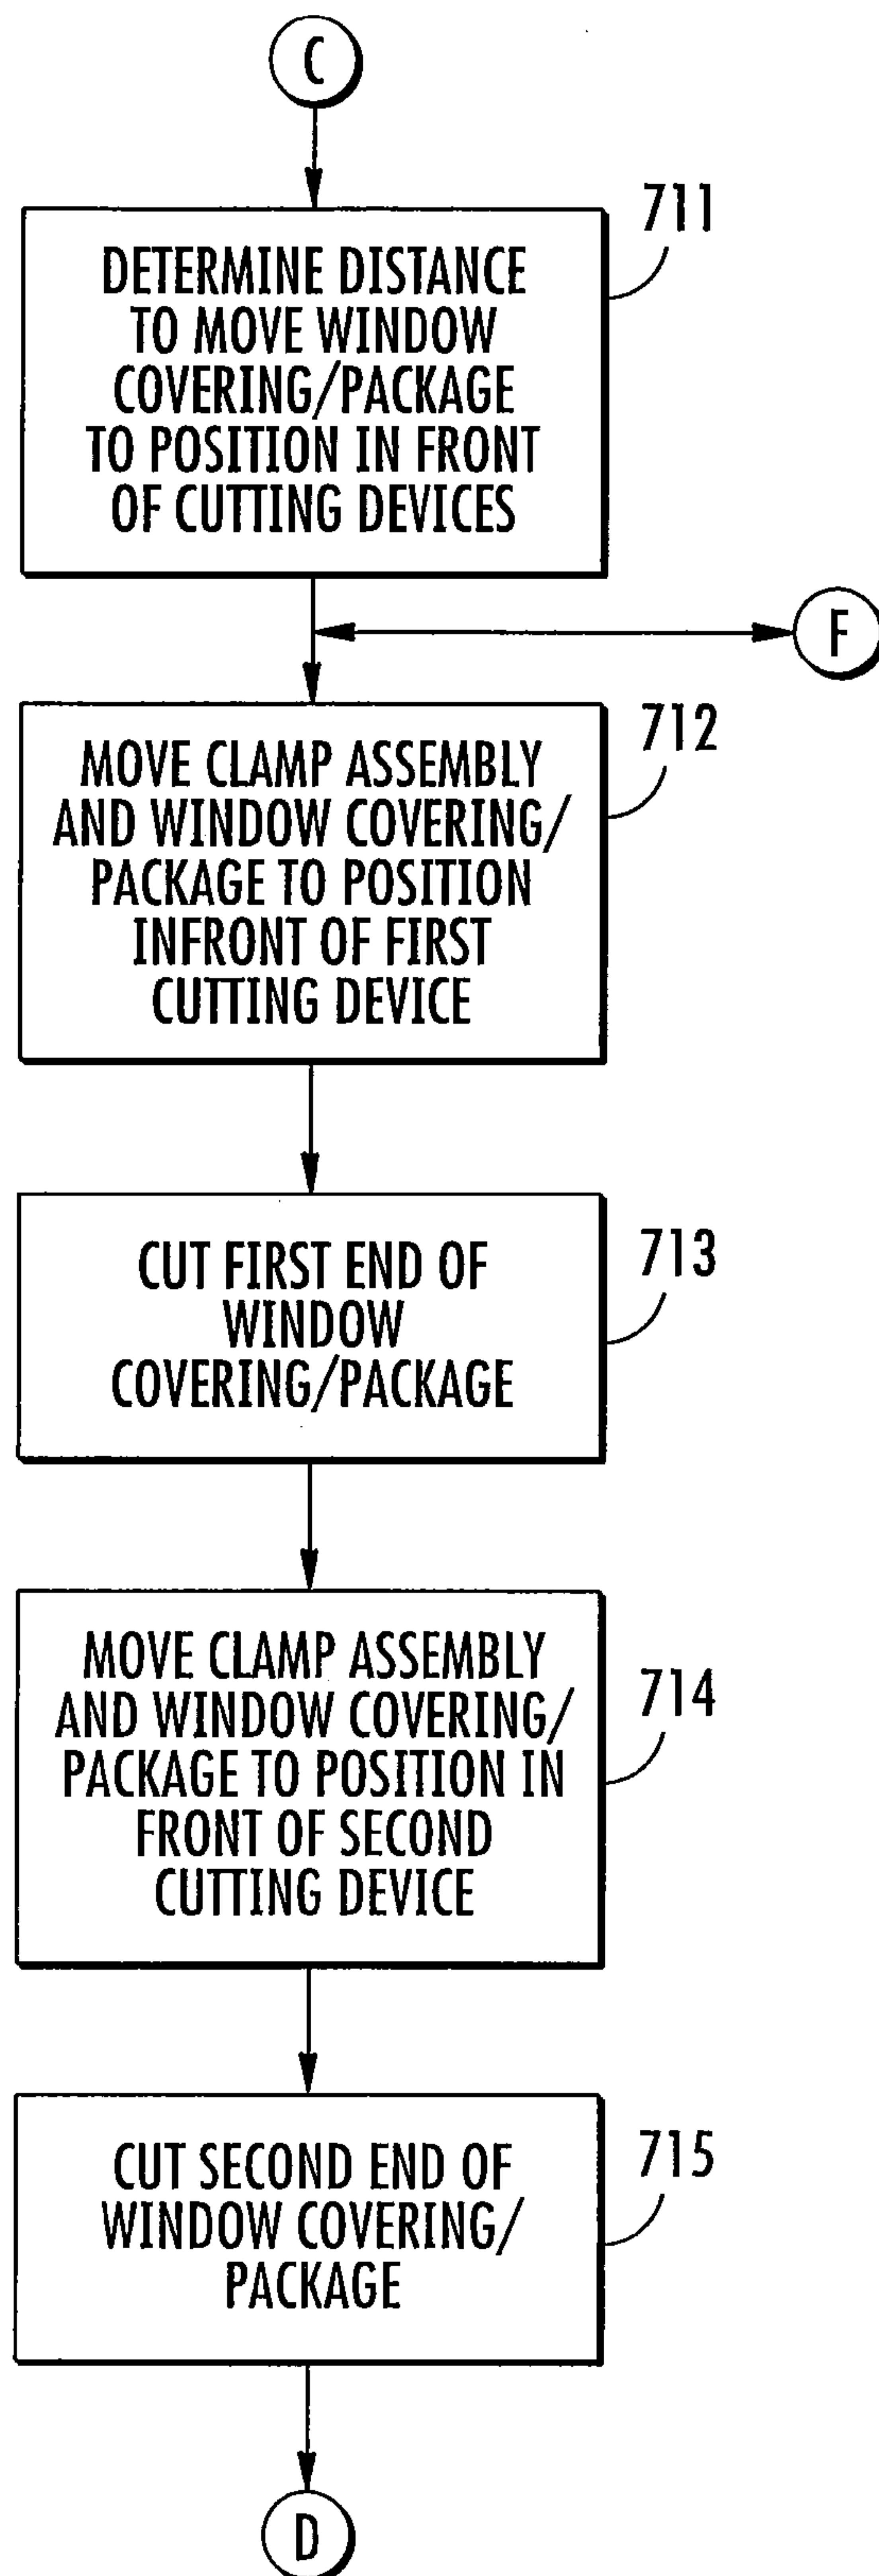 C
711
DETERMINE DISTANCE
TO MOVE WINDOW
COVERING/PACKAGE
TO POSITION IN FRONT
OF CUTTING DEVICES
F
712
MOVE CLAMP ASSEMBLY
AND WINDOW COVERING/
PACKAGE TO POSITION
INFRONT OF FIRST
CUTTING DEVICE
713
CUT FIRST END OF
WINDOW
COVERING/PACKAGE
714
MOVE CLAMP ASSEMBLY
AND WINDOW COVERING/
PACKAGE TO POSITION IN
FRONT OF SECOND
CUTTING DEVICE
715
CUT SECOND END OF
WINDOW COVERING/
PACKAGE
D